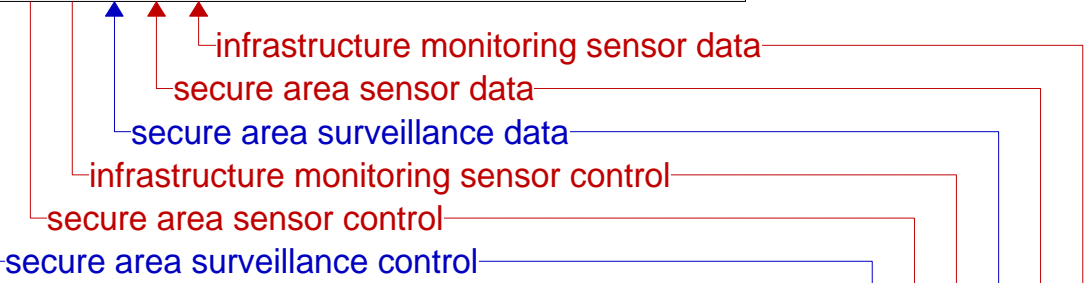 infrastructure monitoring sensor data
secure area sensor data
secure area surveillance data
infrastructure monitoring sensor control
secure area sensor control
secure area surveillance control